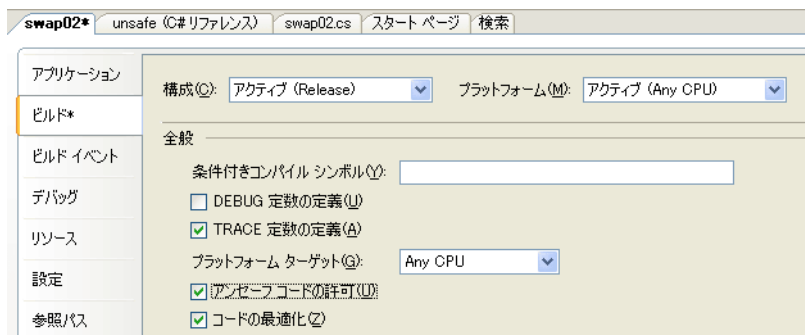 swap02* unsafe (C# リファレンス) swap02.cs スタート ページ 検索
アプリケーション
構成(C): アクティブ (Release) プラットフォーム(M): アクティブ (Any CPU)
ビルド*
全般
ビルド イベント
条件付きコンパイル シンボル(Y):
デバッグ
DEBUG 定数の定義(U)
TRACE 定数の定義(A)
リソース
プラットフォーム ターゲット(G): Any CPU
設定
アンセーフ コードの許可(U)
参照パス
コードの最適化(Z)